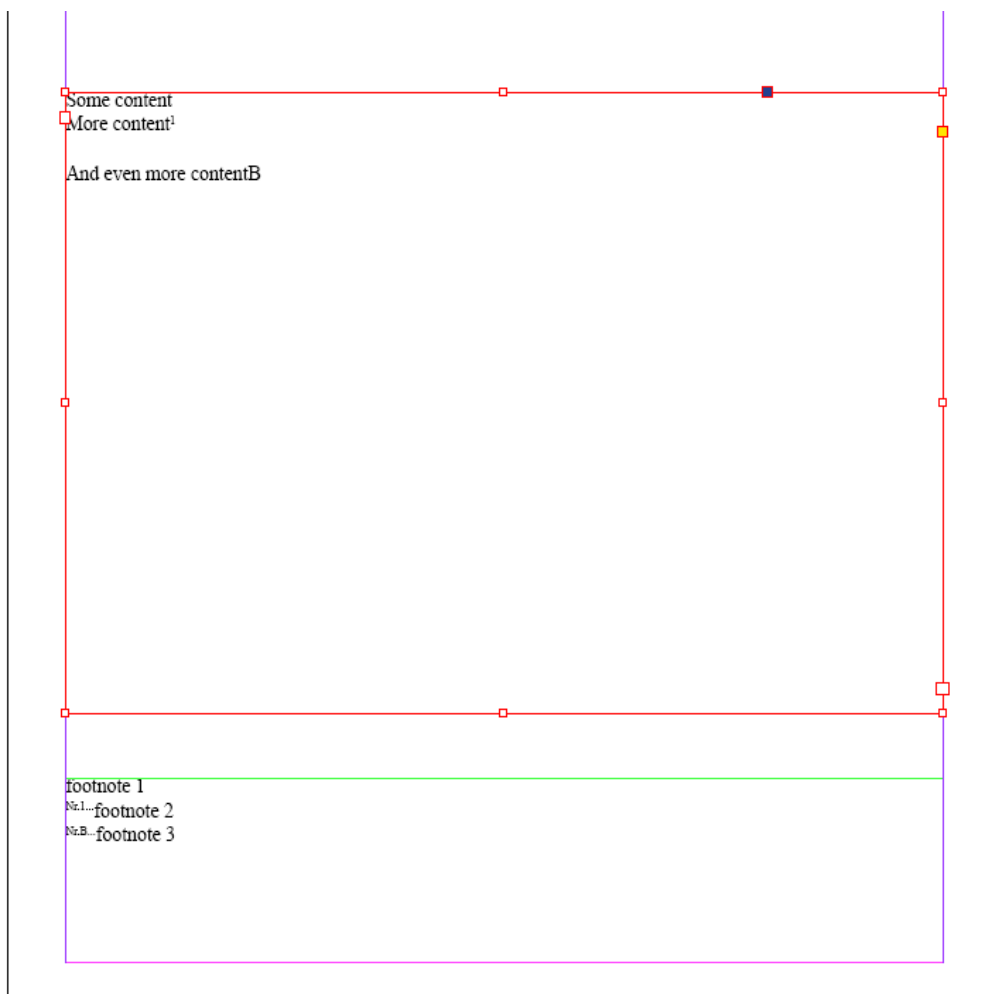 Some content
More content¹
And even more contentB
footnote 1
Nr.1...footnote 2
Nr.B...footnote 3